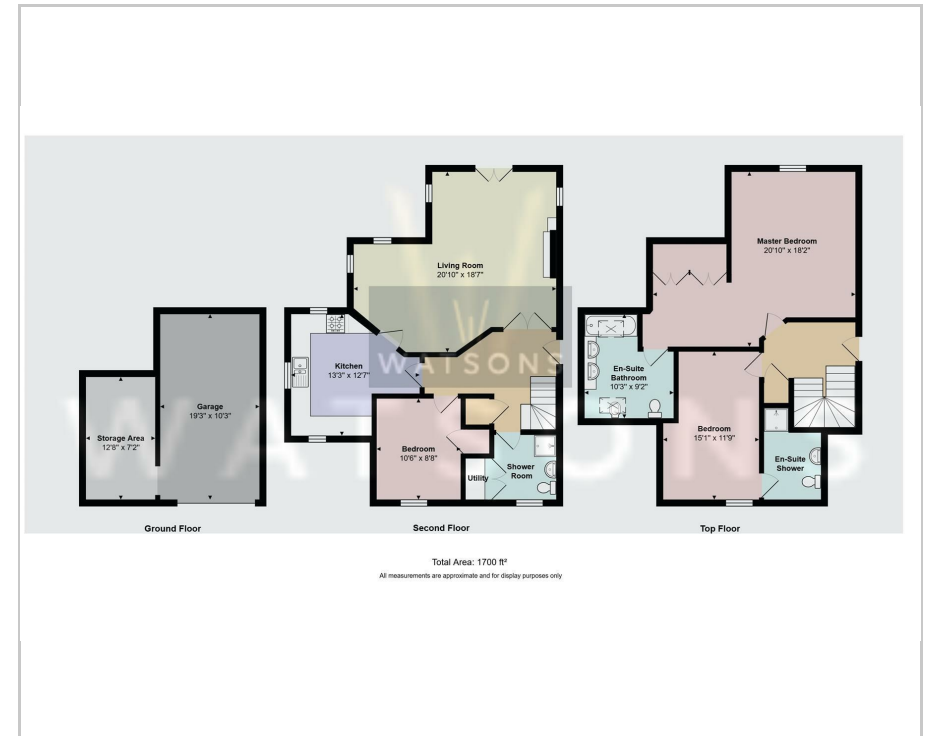 Living Room
20'10" x 18'7"
Master Bedroom
20'10" x 18'2"
Kitchen
13'3" x 12'7"
WATSONS
En-Suite
Bathroom
10'3" x 9'2"
Garage
19'3" x 10'3"
Storage Area
12'8" x 7'2"
Bedroom
10'6" x 8'8"
Utility
Shower
Room
Bedroom
15'1" x 11'9"
En-Suite
Shower
WATSONS
Ground Floor
Second Floor
Top Floor
Total Area: 1700 ft²
All measurements are approximate and for display purposes only